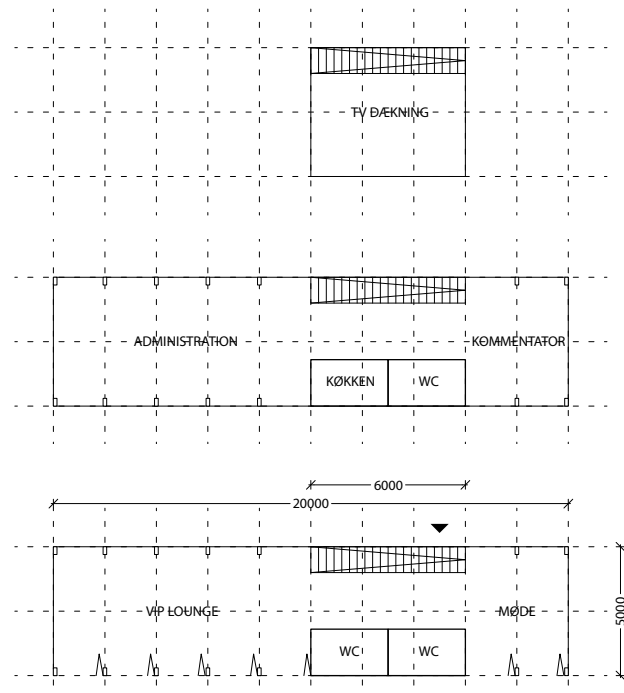 TV DÆKNING
ADMINISTRATION
KOMMENTATOR
KØKKEN
WC
6000
20000
VIP LOUNGE
MØDE
5000
WC
WC